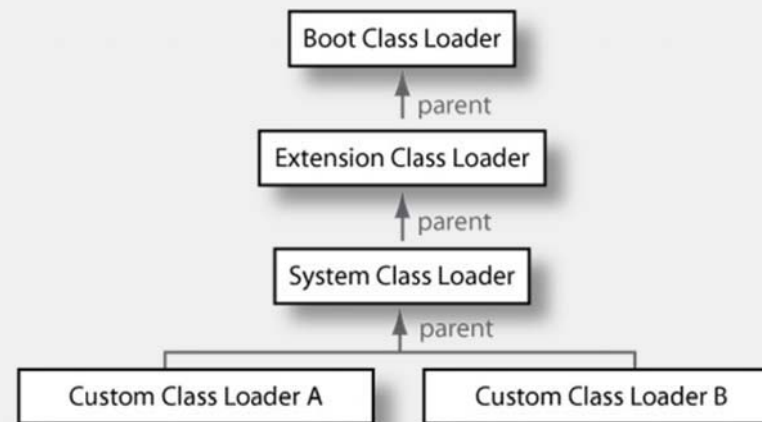 Boot Class Loader
parent
Extension Class Loader
parent
System Class Loader
parent
Custom Class Loader A
Custom Class Loader B